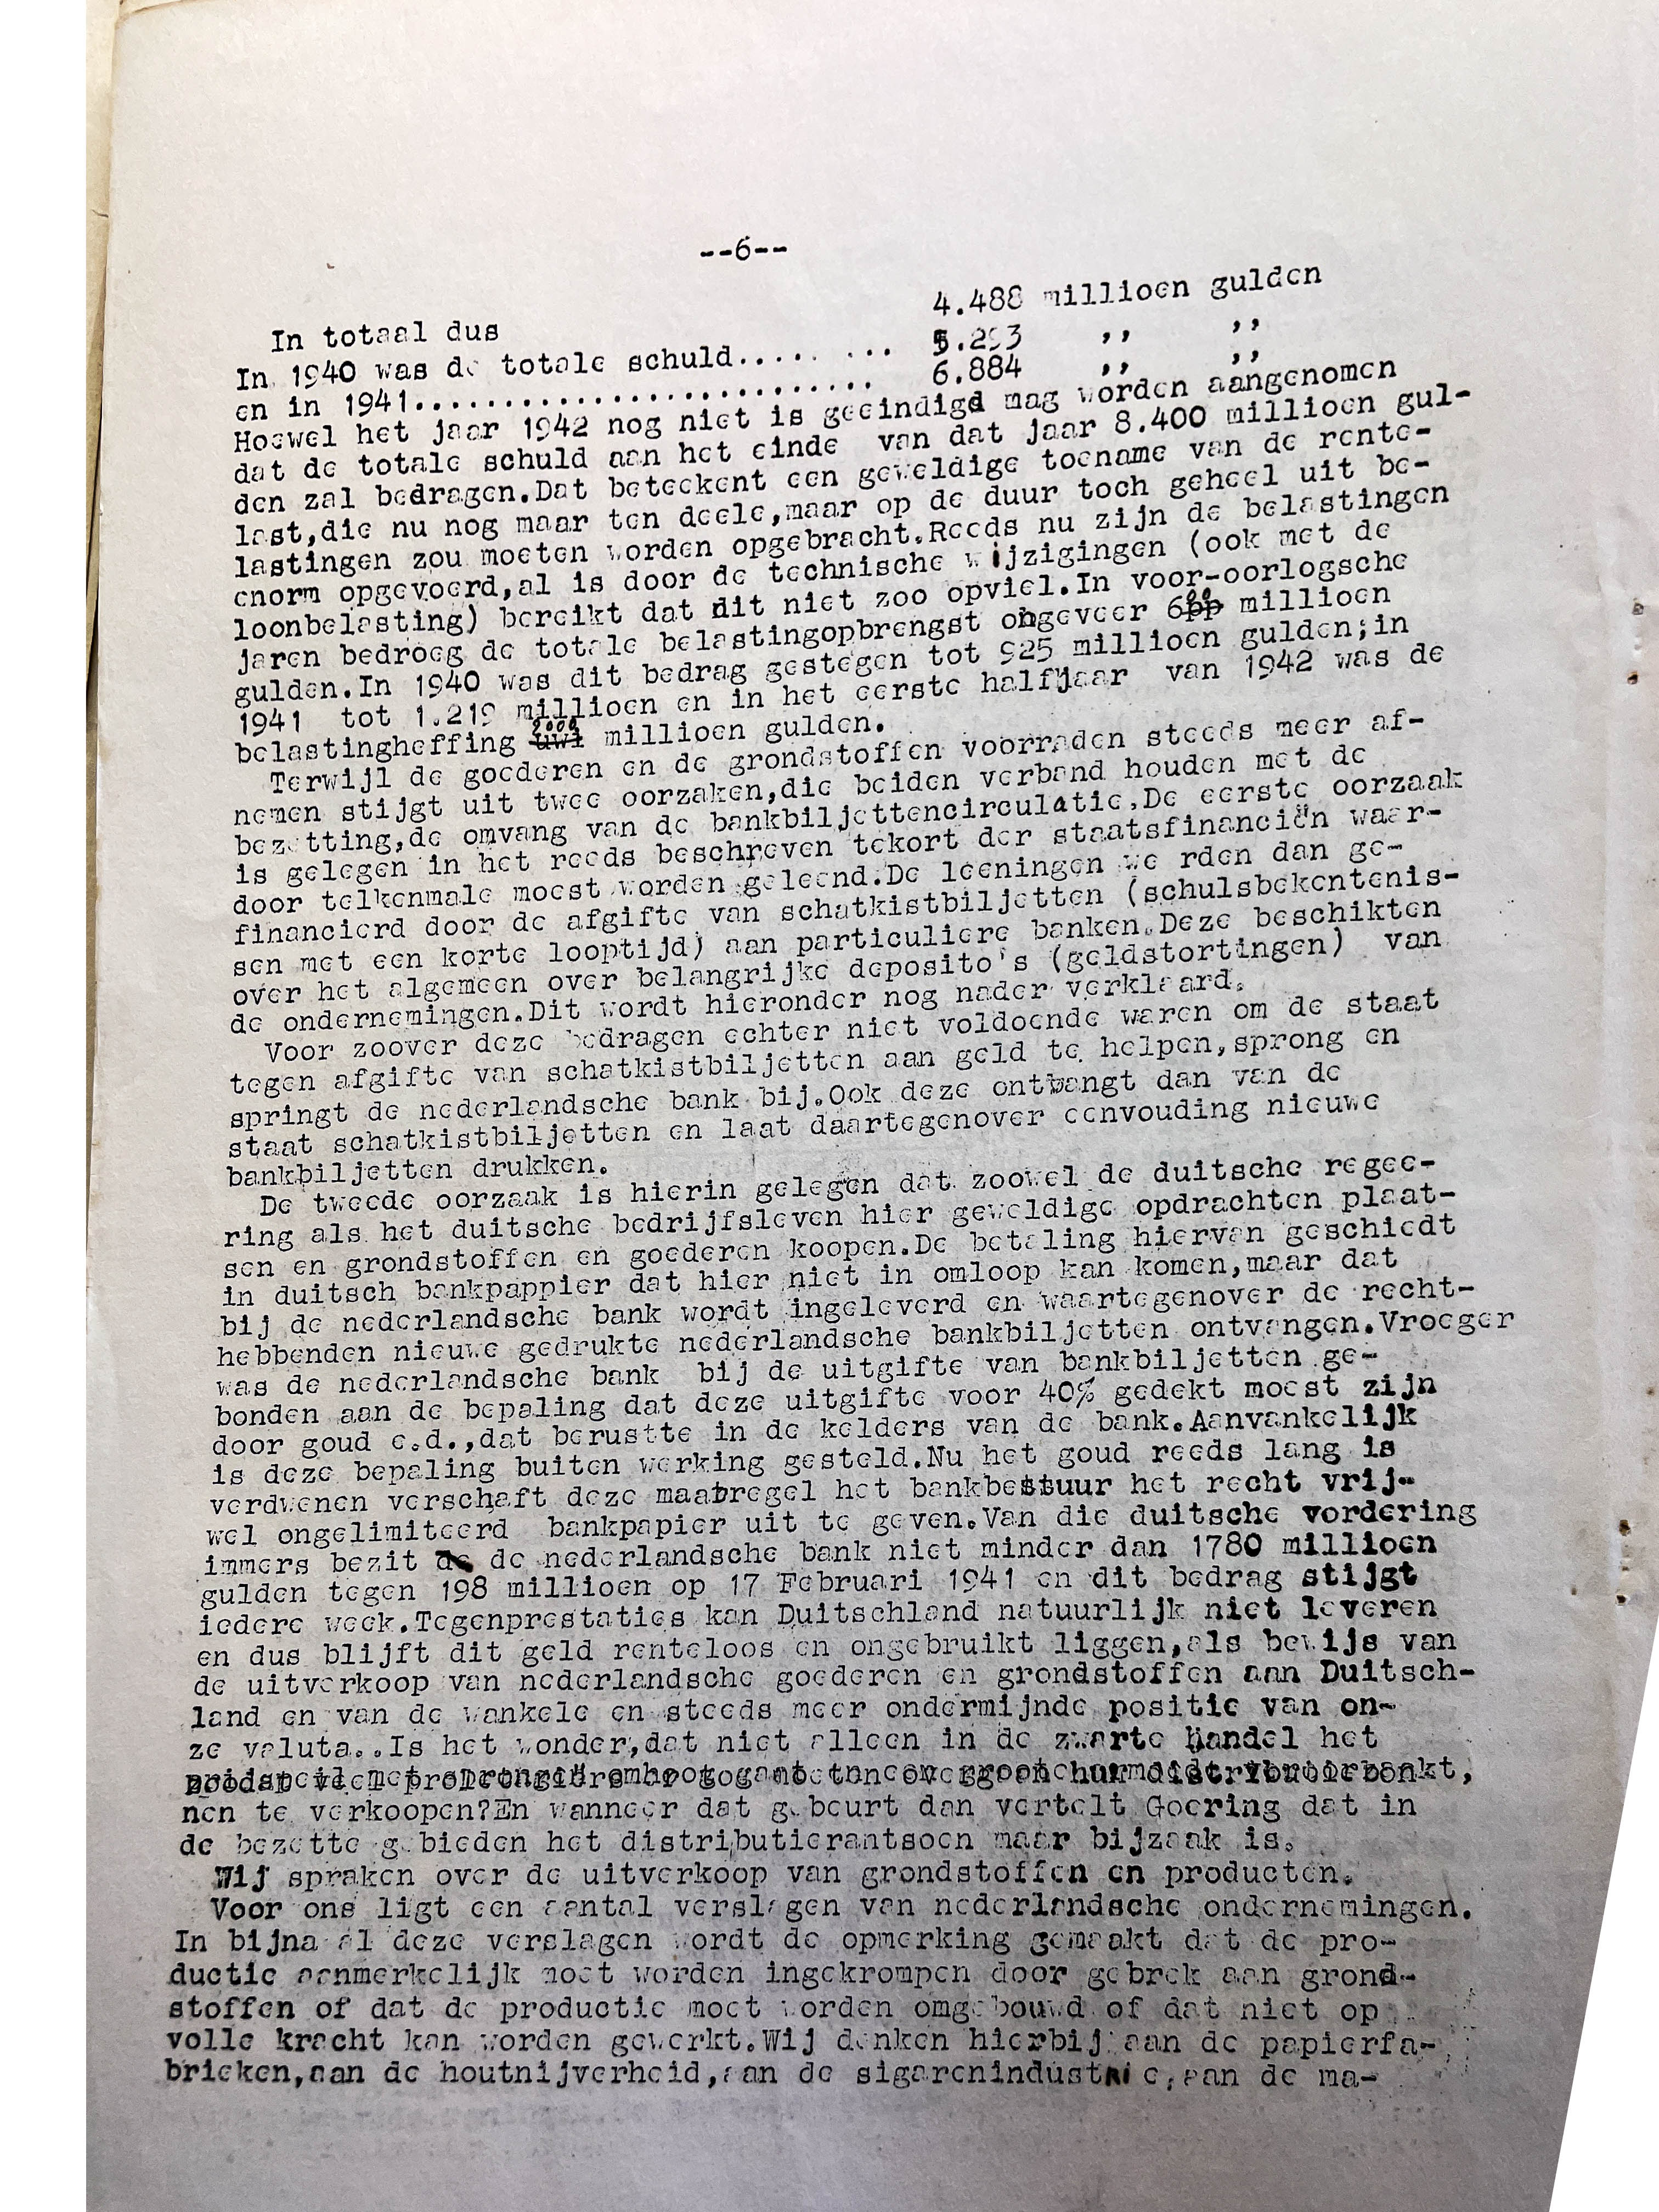 --6--
4.488 millioen gulden
In totaal dus
In 1940 was de totale schuld......... 5.293 ,, ,,
en in 1941............................ 6.884 ,, ,,
Hoewel het jaar 1942 nog niet is geeindigd mag worden aangenomen
dat de totale schuld aan het einde van dat jaar 8.400 millioen gul-
den zal bedragen.Dat beteekent een geweldige toename van de rente-
last,die nu nog maar ten deele,maar op de duur toch geheel uit be-
lastingen zou moeten worden opgebracht.Reeds nu zijn de belastingen
enorm opgevoerd,al is door de technische wijzigingen (ook met de
loonbelasting) bereikt dat dit niet zoo opviel.In voor-oorlogsche
jaren bedroeg de totale belastingopbrengst ongeveer 600 millioen
gulden.In 1940 was dit bedrag gestegen tot 925 millioen gulden;in
1941 tot 1.219 millioen en in het eerste halfjaar van 1942 was de
belastingheffing millioen gulden.
Terwijl de goederen en de grondstoffen voorraden steeds meer af-
nemen stijgt uit twee oorzaken,die beiden verband houden met de
bezetting,de omvang van de bankbiljettencirculatie.De eerste oorzaak
is gelegen in het reeds beschreven tekort der staatsfinanciën waar-
door telkenmale moest worden geleend.De leeningen we rden dan ge-
financierd door de afgifte van schatkistbiljetten (schulsbekentenis-
sen met een korte looptijd) aan particuliere banken.Deze beschikten
over het algemeen over belangrijke deposito's (geldstortingen) van
de ondernemingen.Dit wordt hieronder nog nader verklaard.
Voor zoover deze bedragen echter niet voldoende waren om de staat
tegen afgifte van schatkistbiljetten aan geld te helpen,sprong en
springt de nederlandsche bank bij.Ook deze ontvangt dan van de
staat schatkistbiljetten en laat daartegenover eenvouding nieuwe
bankbiljetten drukken.
De tweede oorzaak is hierin gelegen dat zoowel de duitsche regee-
ring als het duitsche bedrijfsleven hier geweldige opdrachten plaat-
sen en grondstoffen en goederen koopen.De betaling hiervan geschiedt
in duitsch bankpappier dat hier niet in omloop kan komen,maar dat
bij de nederlandsche bank wordt ingeleverd en waartegenover de recht-
hebbenden nieuwe gedrukte nederlandsche bankbiljetten ontvangen.Vroeger
was de nederlandsche bank bij de uitgifte van bankbiljetten ge-
bonden aan de bepaling dat deze uitgifte voor 40% gedekt moest zijn
door goud e.d.,dat berustte in de kelders van de bank.Aanvankelijk
is deze bepaling buiten werking gesteld.Nu het goud reeds lang is
verdwenen verschaft deze maatregel het bankbestuur het recht vrij-
wel ongelimiteerd bankpapier uit te geven.Van die duitsche vordering
immers bezit de nederlandsche bank niet minder dan 1780 millioen
gulden tegen 198 millioen op 17 Februari 1941 en dit bedrag stijgt
iedere week.Tegenprestaties kan Duitschland natuurlijk niet leveren
en dus blijft dit geld renteloos en ongebruikt liggen,als bewijs van
de uitverkoop van nederlandsche goederen en grondstoffen aan Duitsch-
land en van de wankele en steeds meer ondermijnde positie van on-
ze valuta..Is het wonder,dat niet alleen in de zwarte handel het
nen te verkoopen?En wanneer dat gebeurt dan vertelt Goering dat in
de bezette gebieden het distributierantsoen maar bijzaak is.
Wij spraken over de uitverkoop van grondstoffen en producten.
Voor ons ligt een aantal verslagen van nederlandsche ondernemingen.
In bijna al deze verslagen wordt de opmerking gemaakt dat de pro-
ductie aanmerkelijk moet worden ingekrompen door gebrek aan grond-
stoffen of dat de productie moet worden omgebouwd of dat niet op
volle kracht kan worden gewerkt.Wij denken hierbij aan de papierfa-
brieken,aan de houtnijverheid,aan de sigarenindustrie,aan de ma-